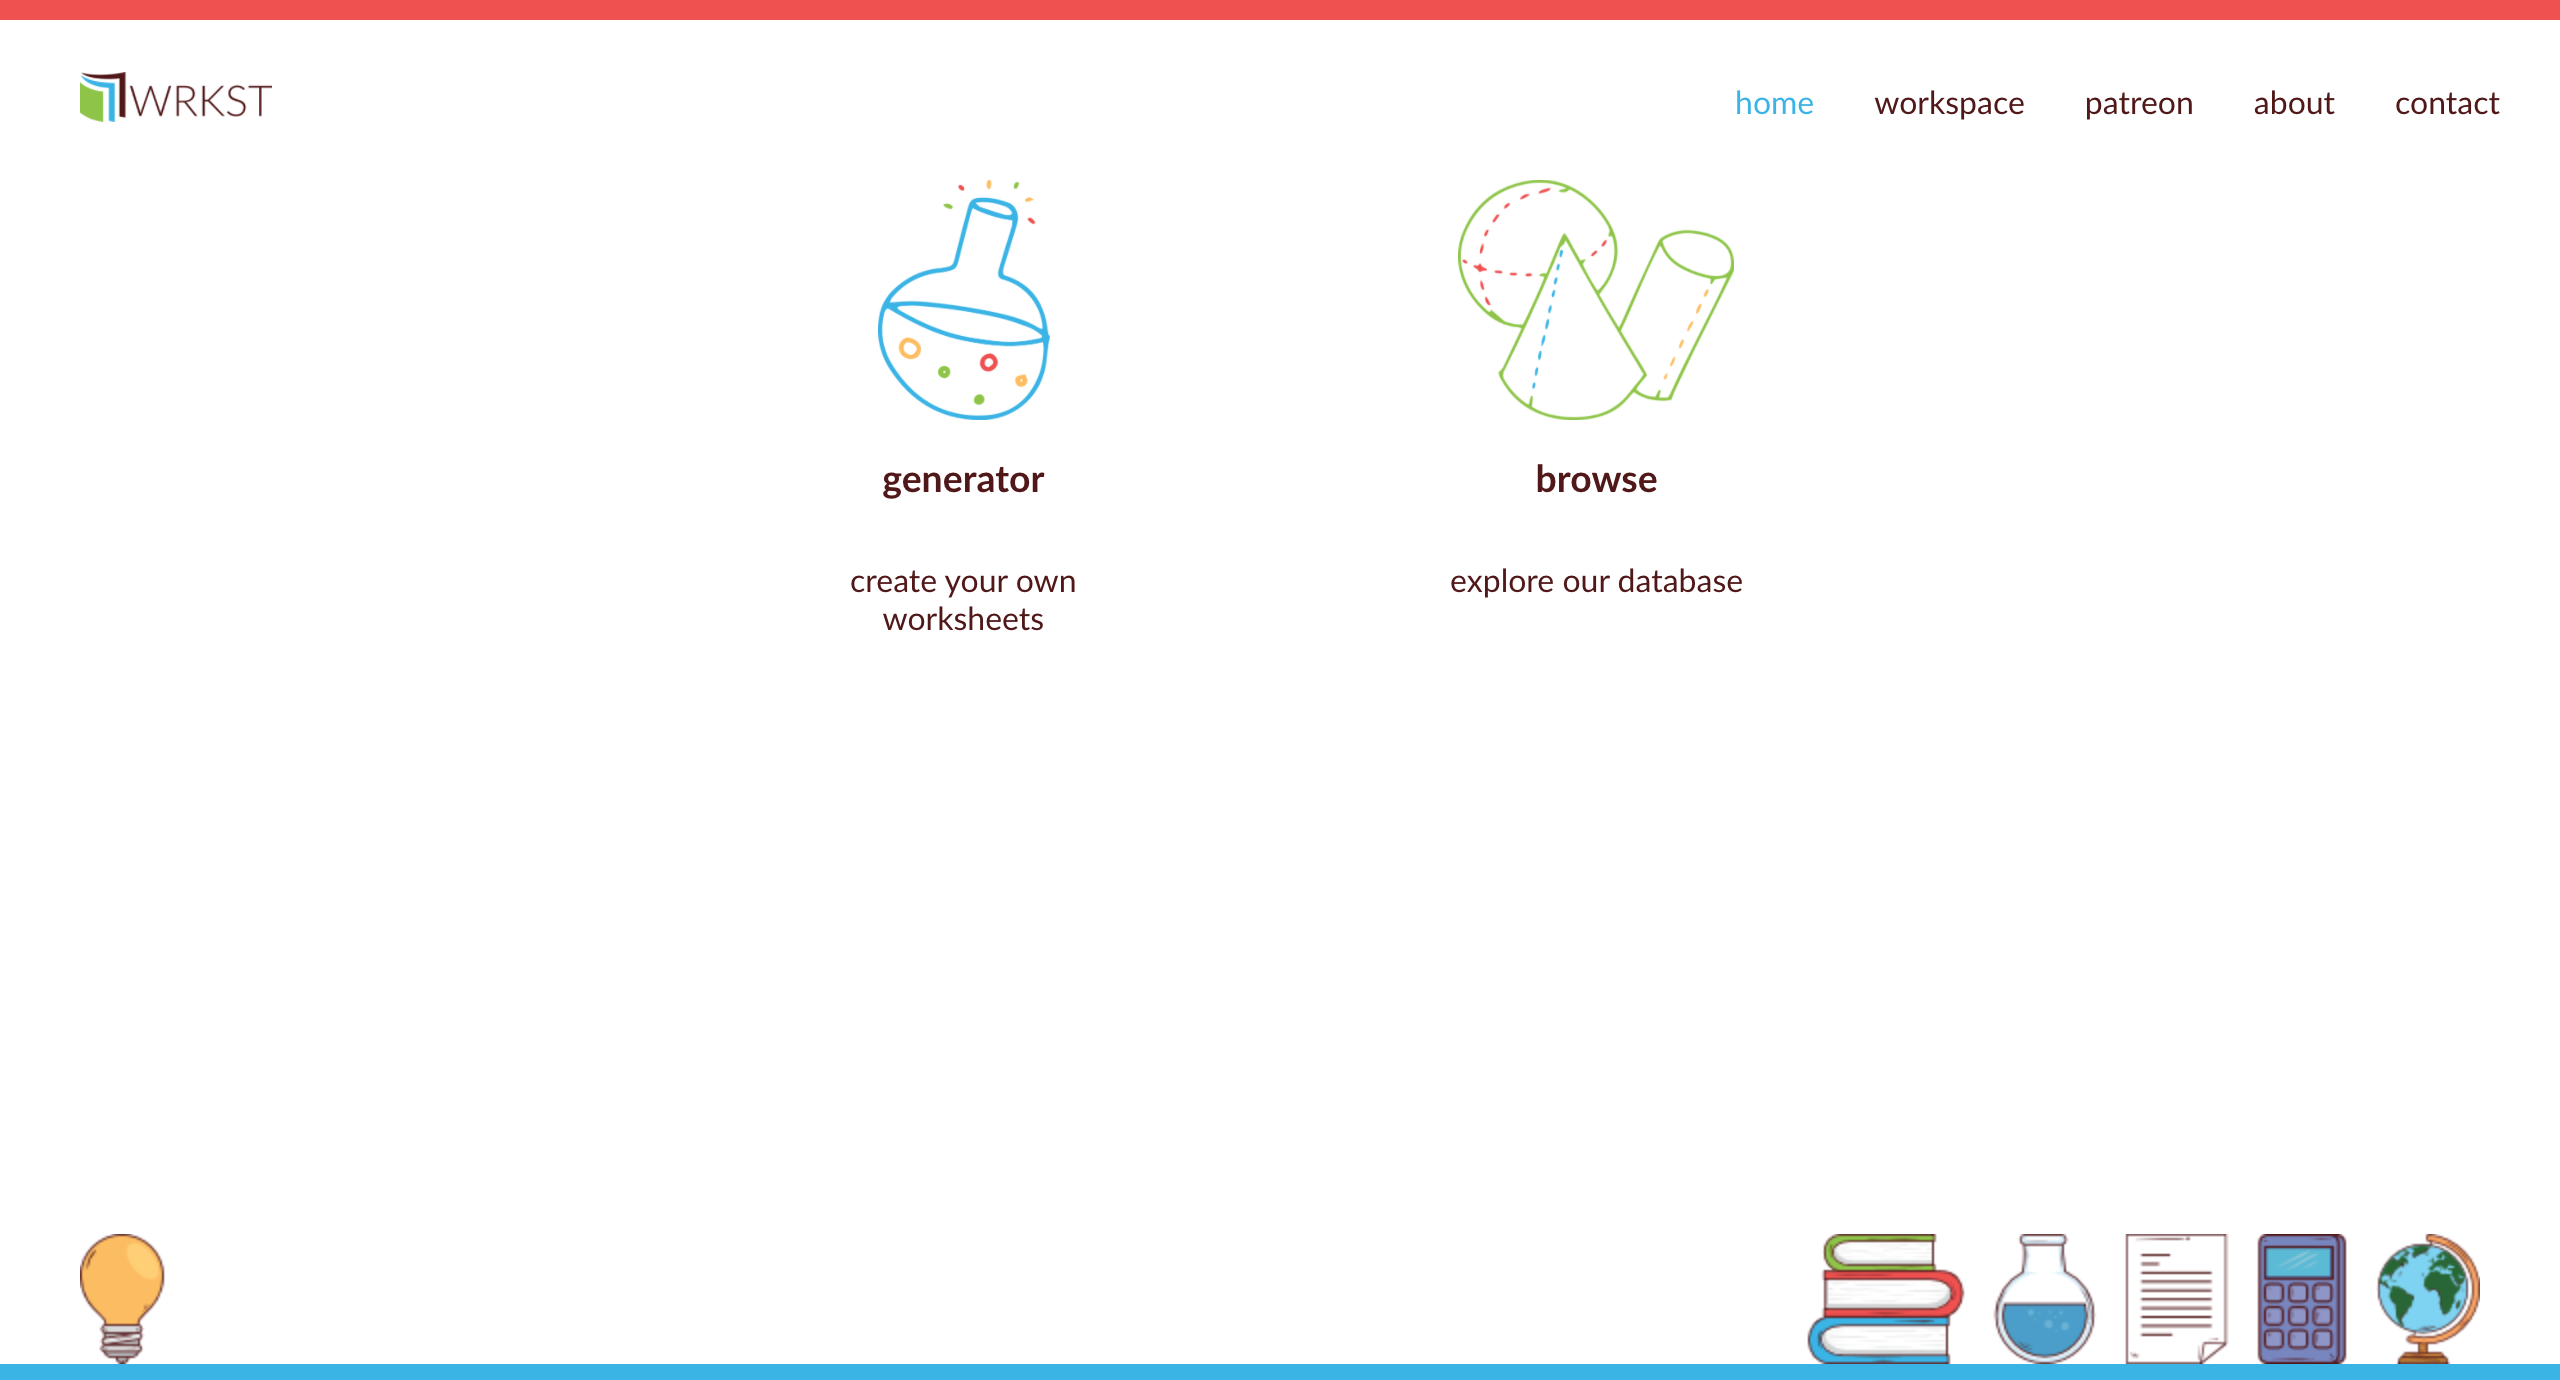 WRKST
home workspace patreon about contact
generator
browse
create your own
worksheets
explore our database